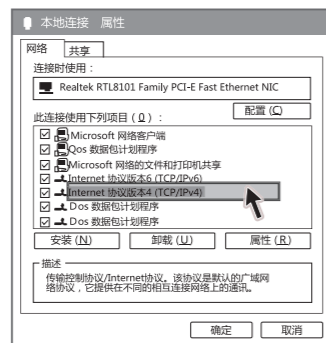 本地连接 属性
网络 共享
连接时使用：
Realtek RTL8101 Family PCI-E Fast Ethernet NIC
配置 (C)
此连接使用下列项目 (O)：
Microsoft 网络客户端
Qos 数据包计划程序
Microsoft 网络的文件和打印机共享
Internet 协议版本6 (TCP/IPv6)
Internet 协议版本4 (TCP/IPv4)
Dos 数据包计划程序
Dos 数据包计划程序
安装 (N) 卸载 (U) 属性 (R)
描述
传输控制协议/Internet协议。该协议是默认的广域网
络协议，它提供在不同的相互连接网络上的通讯。
确定 取消